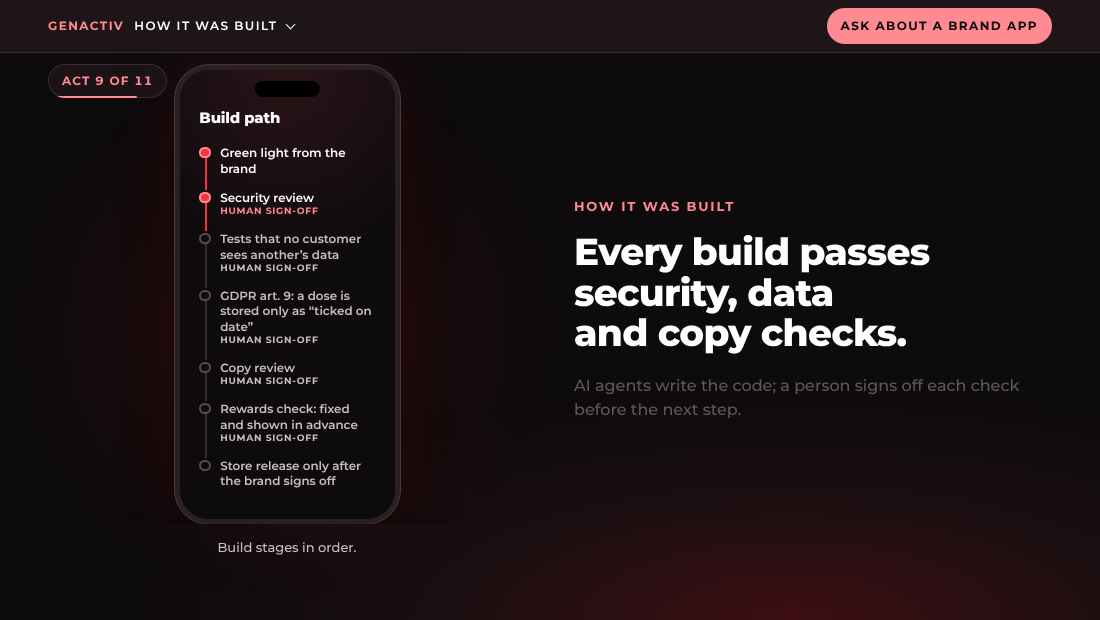 GENACTIV HOW IT WAS BUILT
ASK ABOUT A BRAND APP
ACT 9 OF 11
Build path
Green light from the
brand
Security review
HUMAN SIGN-OFF
Tests that no customer
sees another’s data
HUMAN SIGN-OFF
GDPR art. 9: a dose is
stored only as “ticked on
date”
HUMAN SIGN-OFF
Copy review
HUMAN SIGN-OFF
Rewards check: fixed
and shown in advance
HUMAN SIGN-OFF
Store release only after
the brand signs off
Build stages in order.
HOW IT WAS BUILT
Every build passes
security, data
and copy checks.
AI agents write the code; a person signs off each check
before the next step.